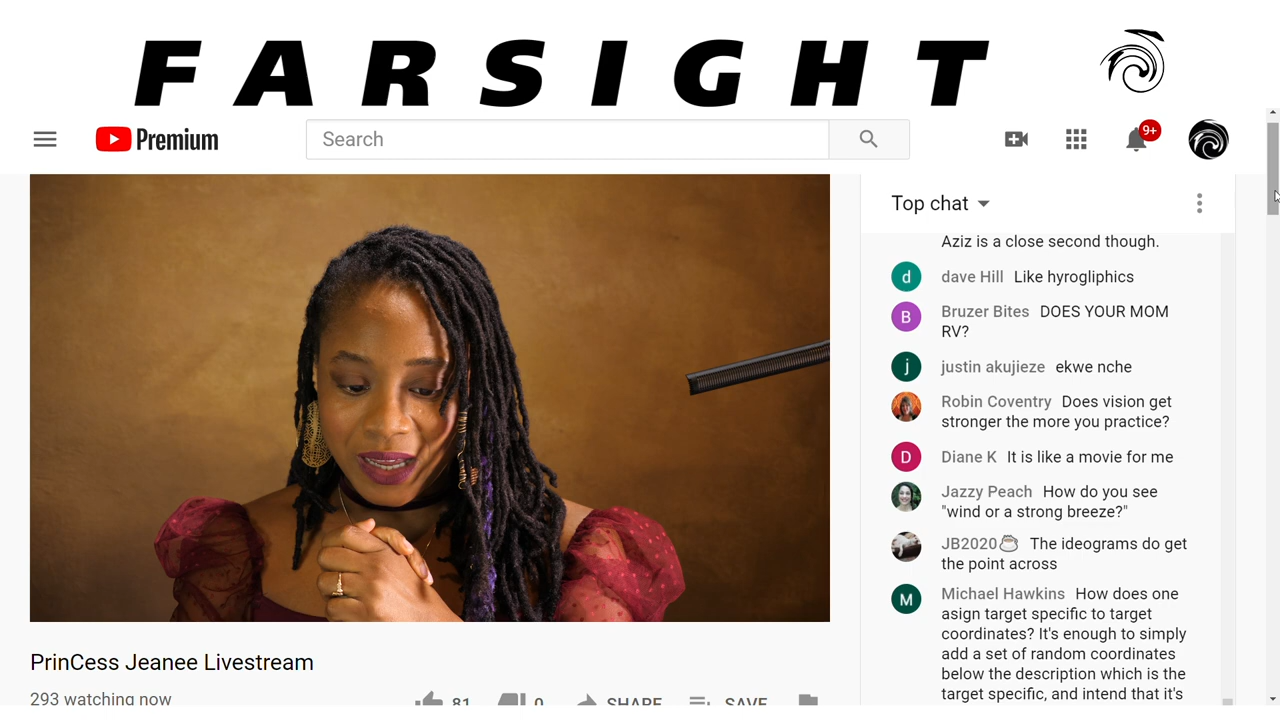 FARSIGHT
Premium
Search
9+
Top chat
Aziz is a close second though.
d
dave Hill Like hyrogliphics
B
Bruzer Bites DOES YOUR MOM
RV?
j
justin akujieze ekwe nche
Robin Coventry Does vision get
stronger the more you practice?
D
Diane K It is like a movie for me
Jazzy Peach How do you see
"wind or a strong breeze?"
JB2020 The ideograms do get
the point across
M
Michael Hawkins How does one
asign target specific to target
coordinates? It's enough to simply
add a set of random coordinates
below the description which is the
target specific, and intend that it's
PrinCess Jeanee Livestream
293 watching now
81
0
SHARE
SAVE